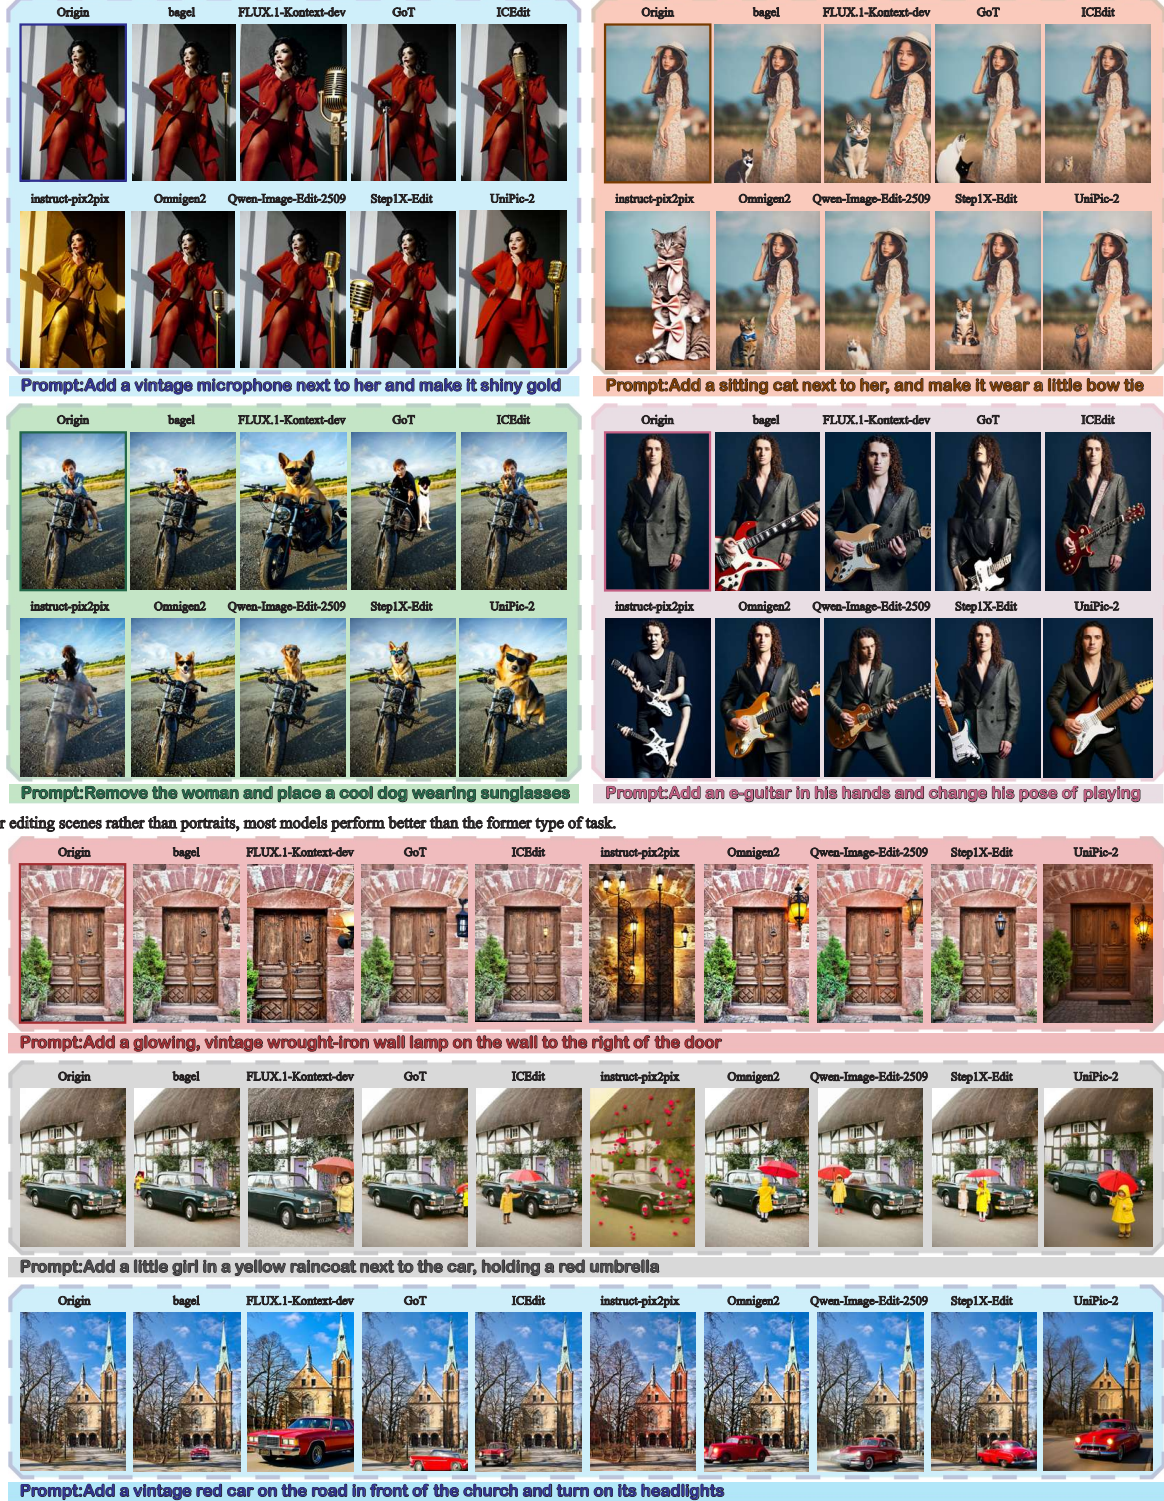 Origin bagel FLUX.1-Kontext-dev GoT ICEdit
instruct-pix2pix Omnigen2 Qwen-Image-Edit-2509 Step1X-Edit UniPic-2
Prompt:Add a vintage microphone next to her and make it shiny gold
Origin bagel FLUX.1-Kontext-dev GoT ICEdit
instruct-pix2pix Omnigen2 Qwen-Image-Edit-2509 Step1X-Edit UniPic-2
Prompt:Add a sitting cat next to her, and make it wear a little bow tie
Origin bagel FLUX.1-Kontext-dev GoT ICEdit
instruct-pix2pix Omnigen2 Qwen-Image-Edit-2509 Step1X-Edit UniPic-2
Prompt:Remove the woman and place a cool dog wearing sunglasses
Origin bagel FLUX.1-Kontext-dev GoT ICEdit
instruct-pix2pix Omnigen2 Qwen-Image-Edit-2509 Step1X-Edit UniPic-2
Prompt:Add an e-guitar in his hands and change his pose of playing
r editing scenes rather than portraits, most models perform better than the former type of task.
Origin bagel FLUX.1-Kontext-dev GoT ICEdit instruct-pix2pix Omnigen2 Qwen-Image-Edit-2509 Step1X-Edit UniPic-2
Prompt:Add a glowing, vintage wrought-iron wall lamp on the wall to the right of the door
Origin bagel FLUX.1-Kontext-dev GoT ICEdit instruct-pix2pix Omnigen2 Qwen-Image-Edit-2509 Step1X-Edit UniPic-2
Prompt:Add a little girl in a yellow raincoat next to the car, holding a red umbrella
Origin bagel FLUX.1-Kontext-dev GoT ICEdit instruct-pix2pix Omnigen2 Qwen-Image-Edit-2509 Step1X-Edit UniPic-2
Prompt:Add a vintage red car on the road in front of the church and turn on its headlights